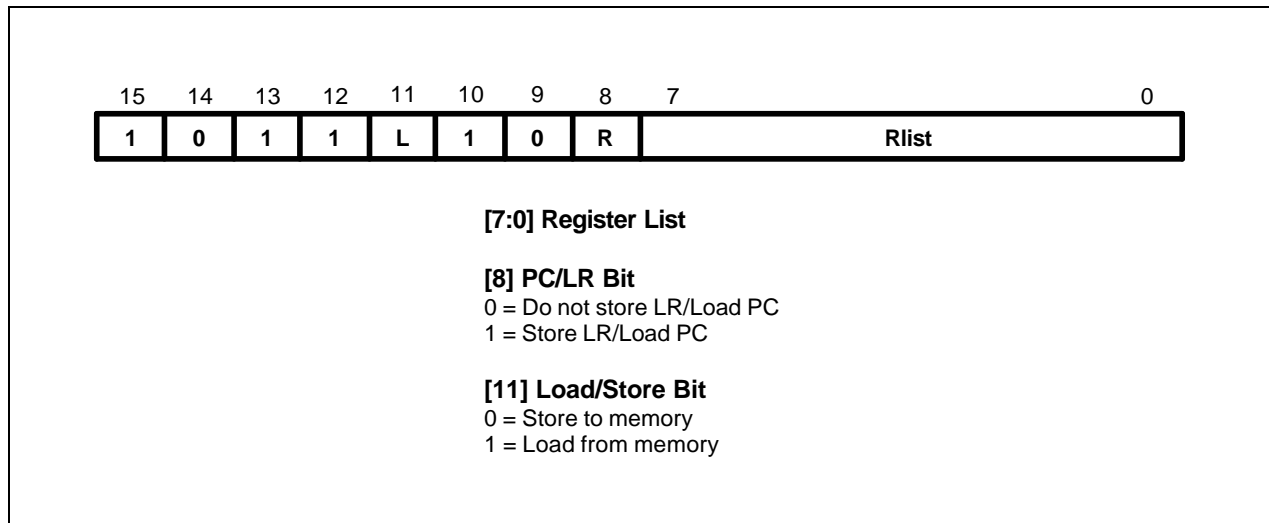 15 14 13 12 11 10 9 8 7 0
1 0 1 1 L 1 0 R Rlist
[7:0] Register List
[8] PC/LR Bit
0 = Do not store LR/Load PC
1 = Store LR/Load PC
[11] Load/Store Bit
0 = Store to memory
1 = Load from memory